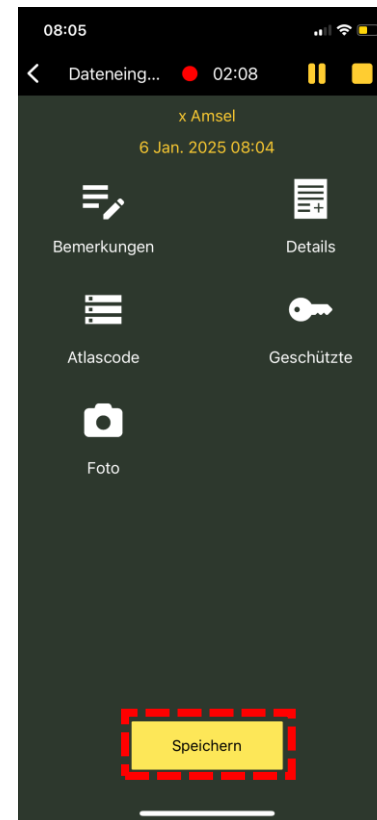 08:05
Dateneing... 02:08
x Amsel
6 Jan. 2025 08:04
Bemerkungen Details
Atlascode Geschützte
Foto
Speichern